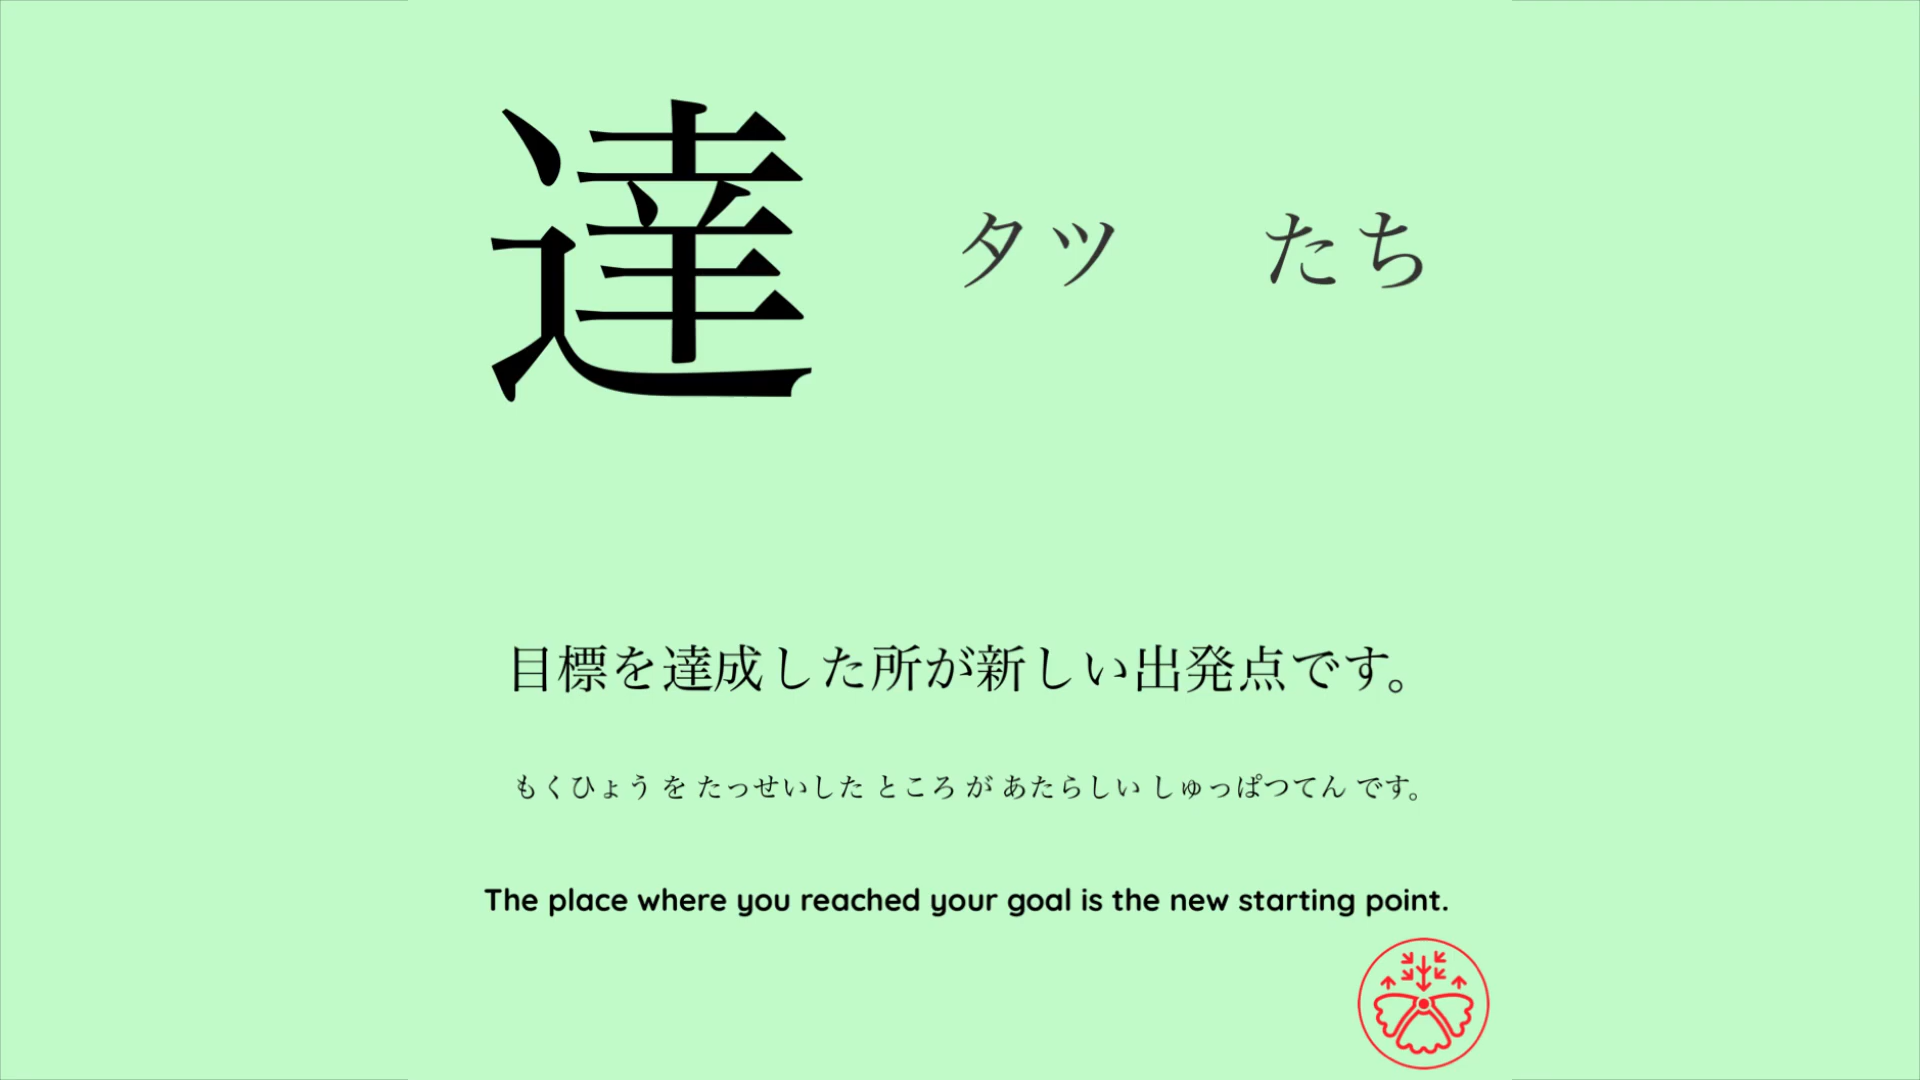 達 タツ たち
目標を達成した所が新しい出発点です。
もくひょう を たっせいした ところ が あたらしい しゅっぱつてん です。
The place where you reached your goal is the new starting point.